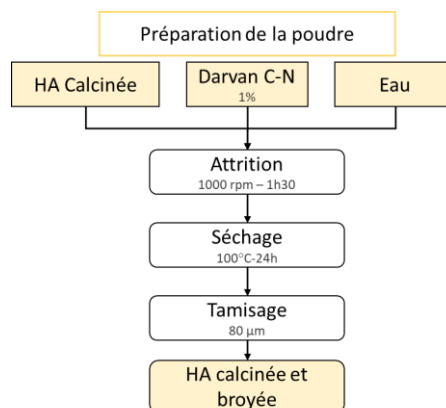 Préparation de la poudre
HA Calcinée
Darvan C-N
1%
Eau
Attrition
1000 rpm – 1h30
Séchage
100°C-24h
Tamisage
80 µm
HA calcinée et
broyée